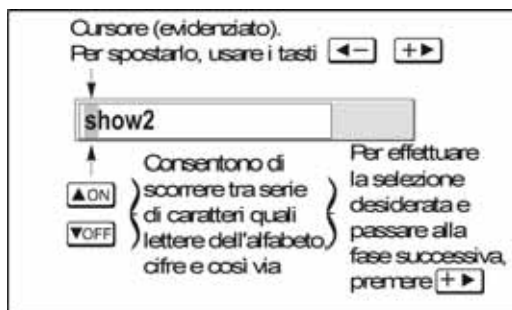 Cursore (evidenziato).
Per spostarlo, usare i tasti ◄− +►
show2
▲ON
▼OFF
Consentono di
scorrere tra serie
di caratteri quali
lettere dell'alfabeto,
cifre e così via
Per effettuare
la selezione
desiderata e
passare alla
fase successiva,
premere +►